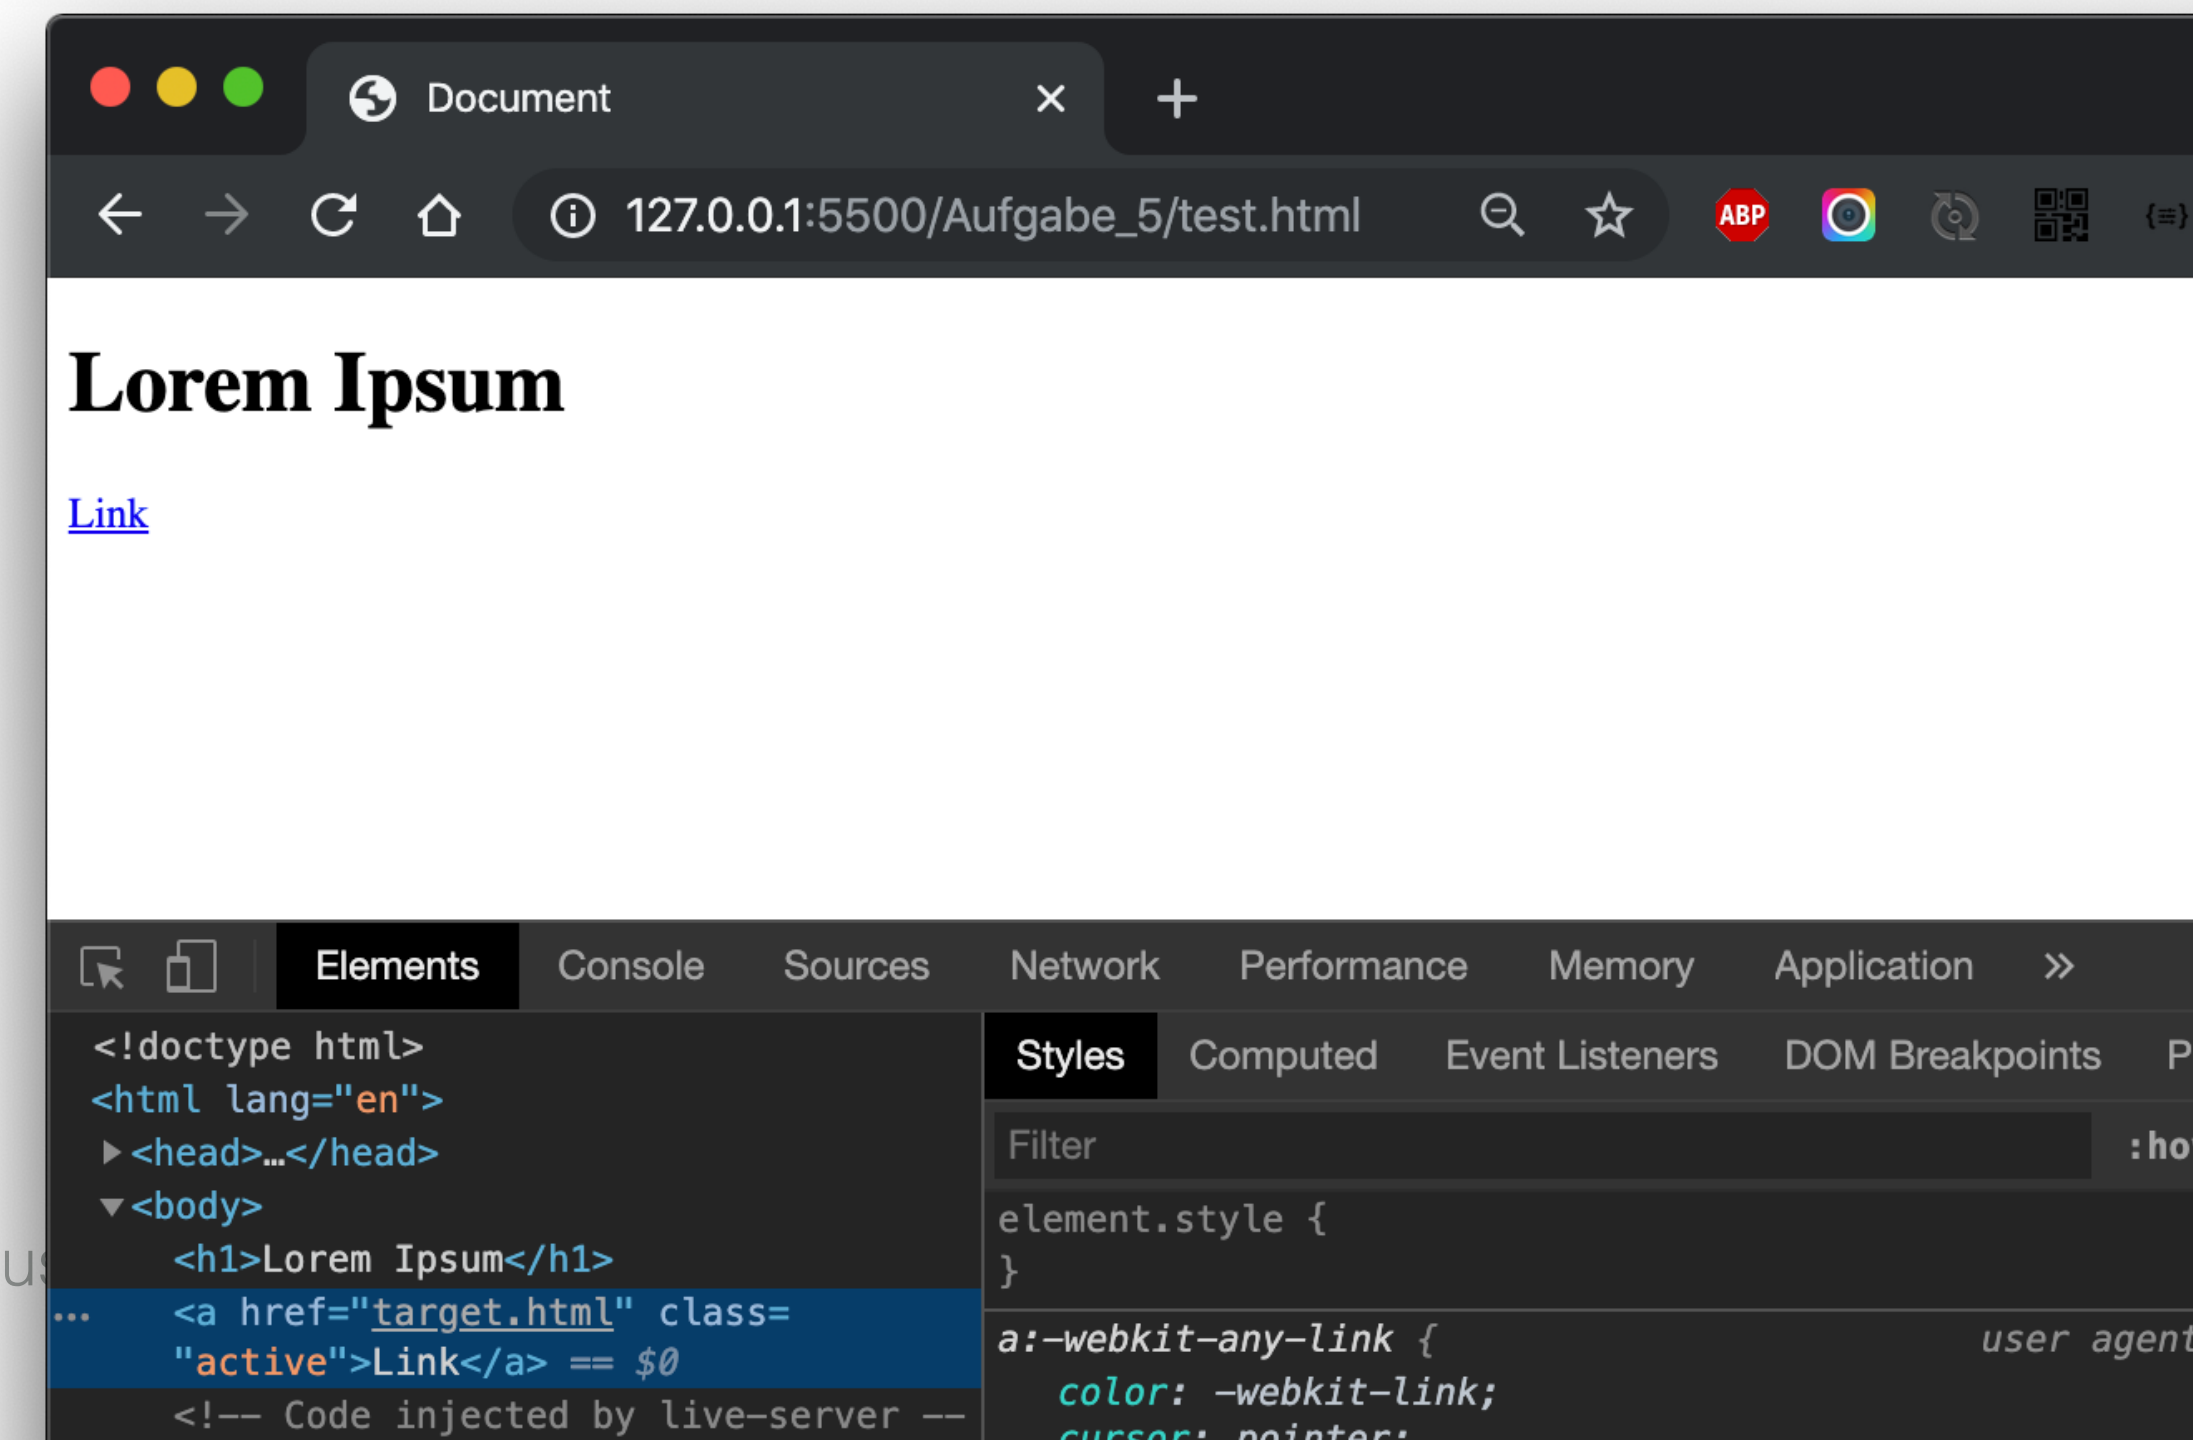 Document
127.0.0.1:5500/Aufgabe_5/test.html
ABP
Lorem Ipsum
Link
Elements Console Sources Network Performance Memory Application
<!doctype html>
<html lang="en">
<head>…</head>
<body>
<h1>Lorem Ipsum</h1>
<a href="target.html" class=
"active">Link</a> == $0
<!-- Code injected by live-server --
Styles Computed Event Listeners DOM Breakpoints P
Filter :ho
element.style {
}
a:-webkit-any-link { user agent
color: -webkit-link;
cursor: pointer;